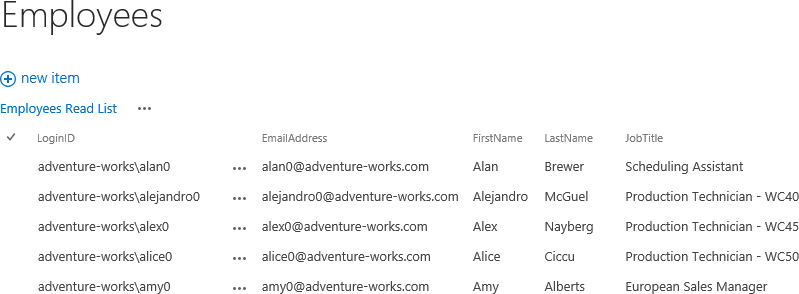 Employees
new item
Employees Read List ...
LoginID EmailAddress FirstName LastName JobTitle
adventure-works\alan0 ... alan0@adventure-works.com Alan Brewer Scheduling Assistant
adventure-works\alejandro0 ... alejandro0@adventure-works.com Alejandro McGuel Production Technician - WC40
adventure-works\alex0 ... alex0@adventure-works.com Alex Nayberg Production Technician - WC45
adventure-works\alice0 ... alice0@adventure-works.com Alice Ciccu Production Technician - WC50
adventure-works\amy0 ... amy0@adventure-works.com Amy Alberts European Sales Manager